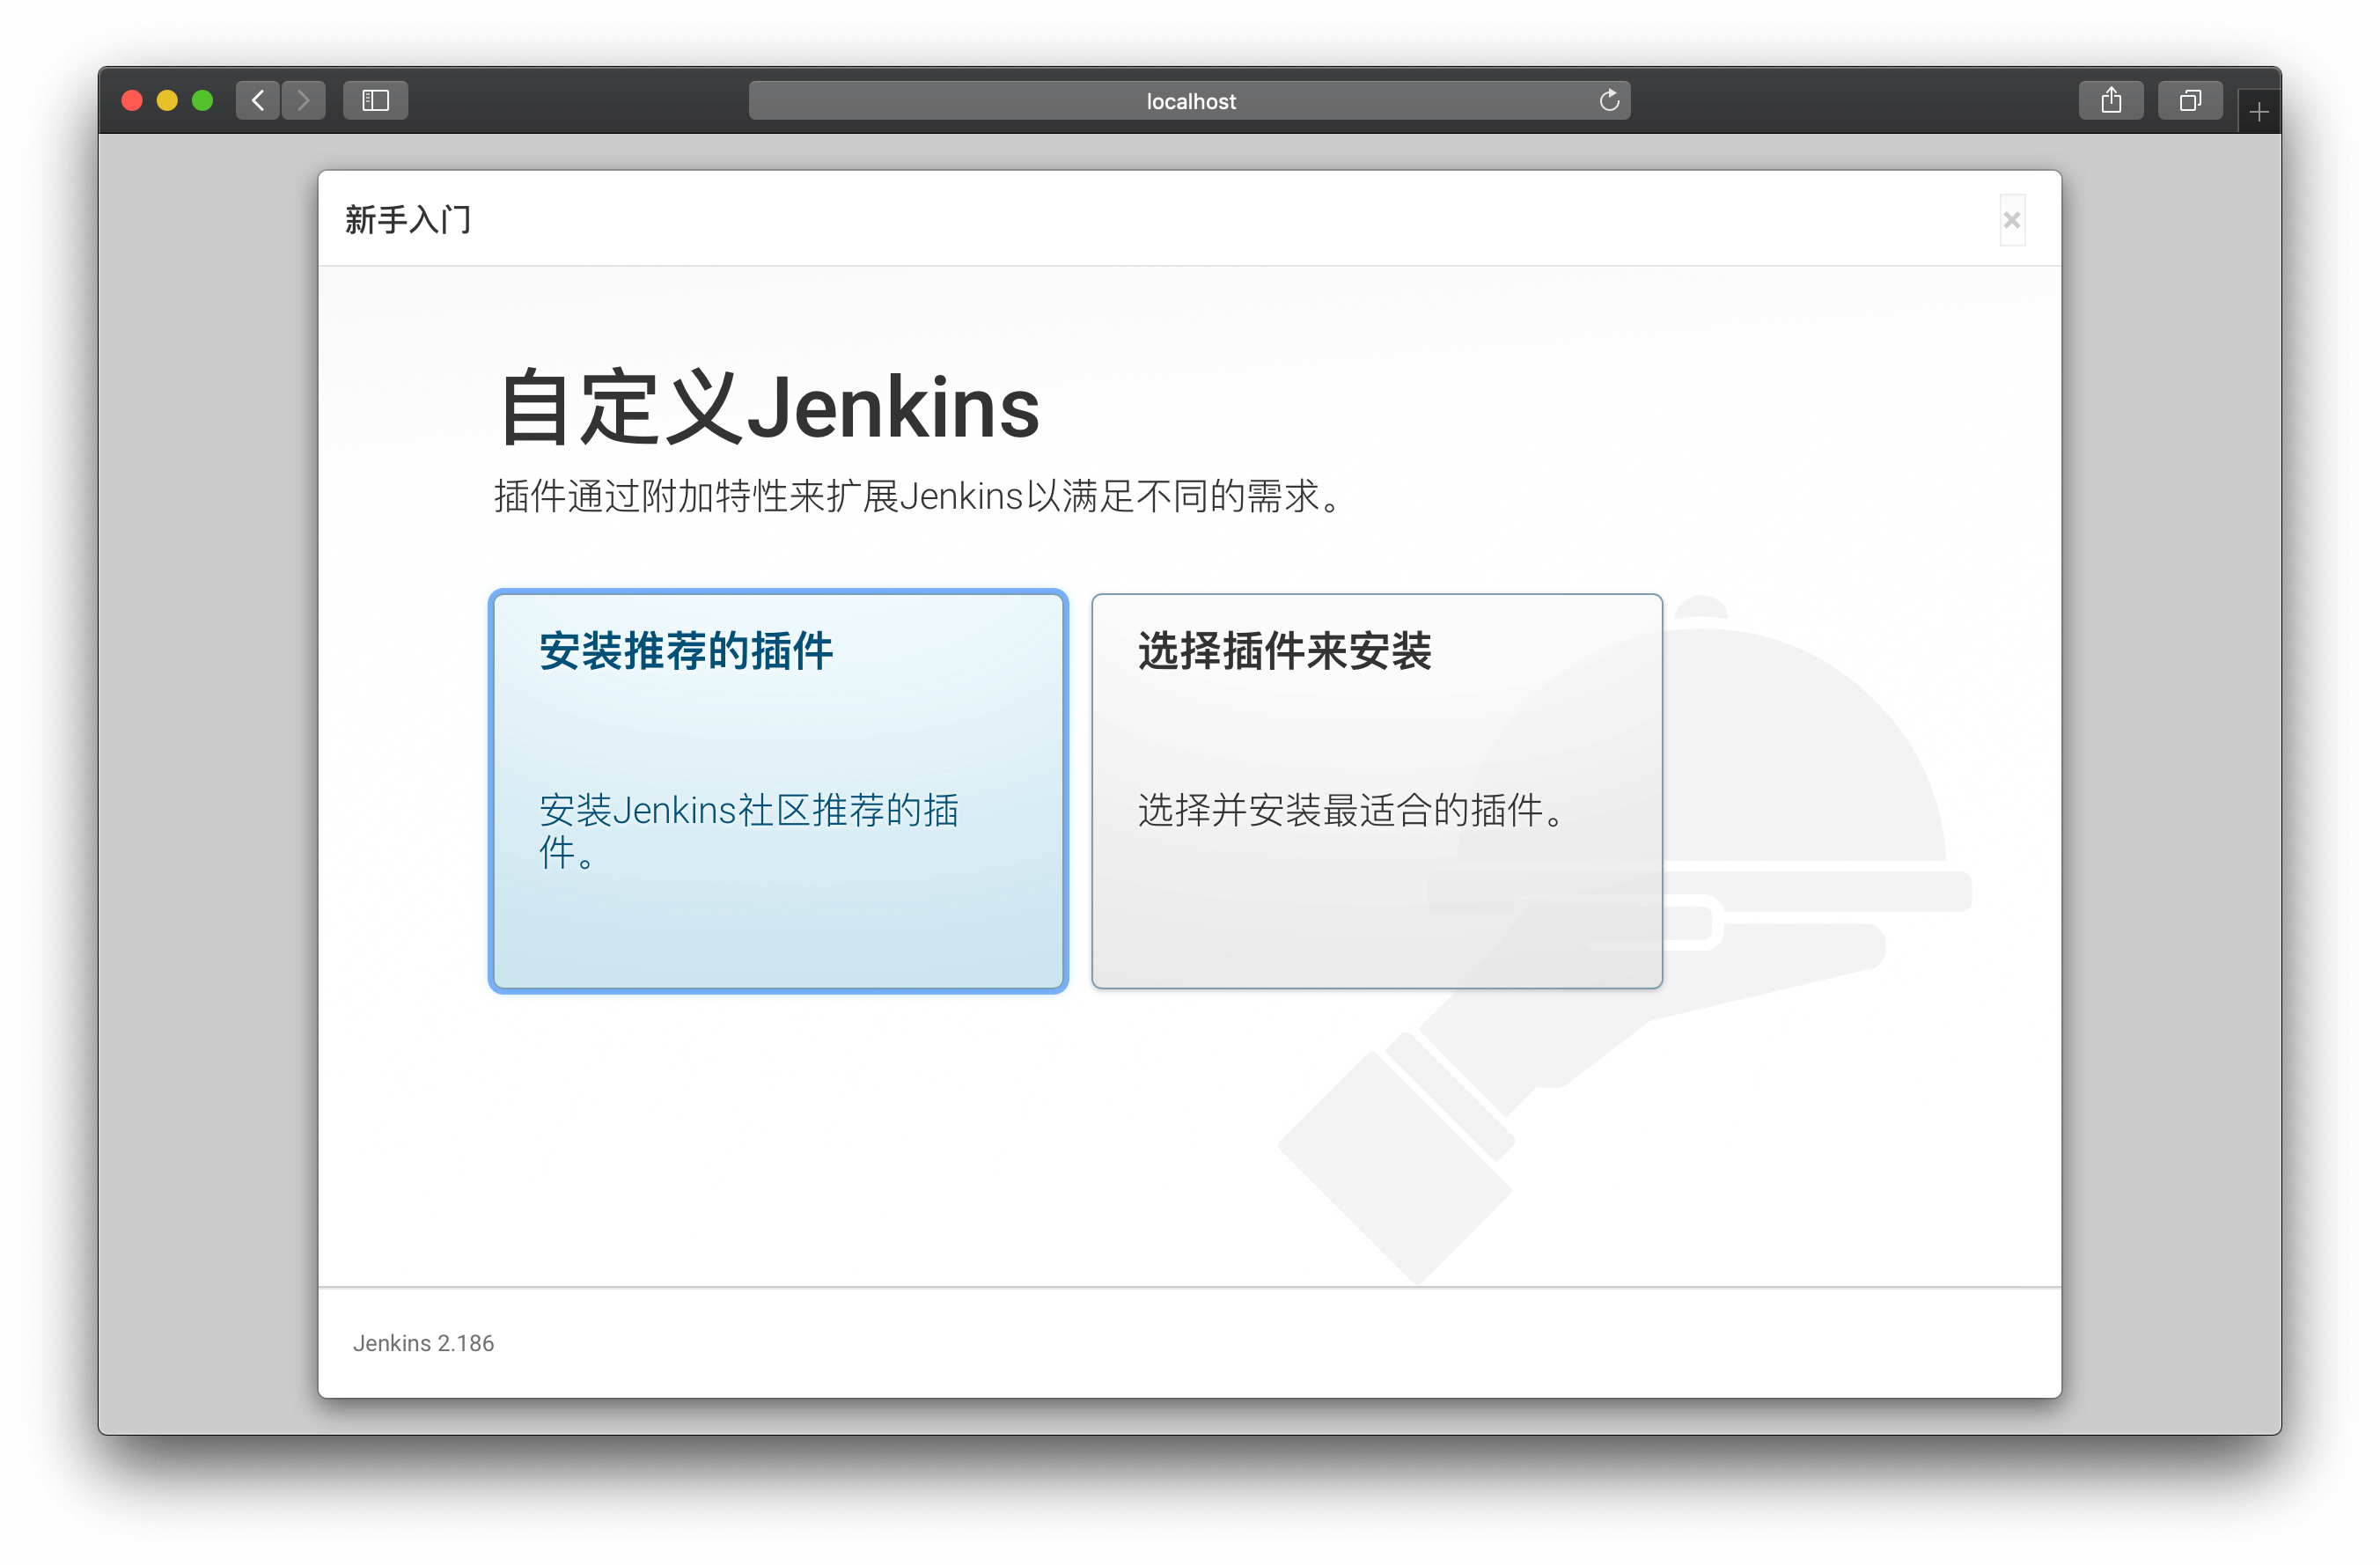 localhost
新手入门
自定义Jenkins
插件通过附加特性来扩展Jenkins以满足不同的需求。
安装推荐的插件
安装Jenkins社区推荐的插
件。
选择插件来安装
选择并安装最适合的插件。
Jenkins 2.186